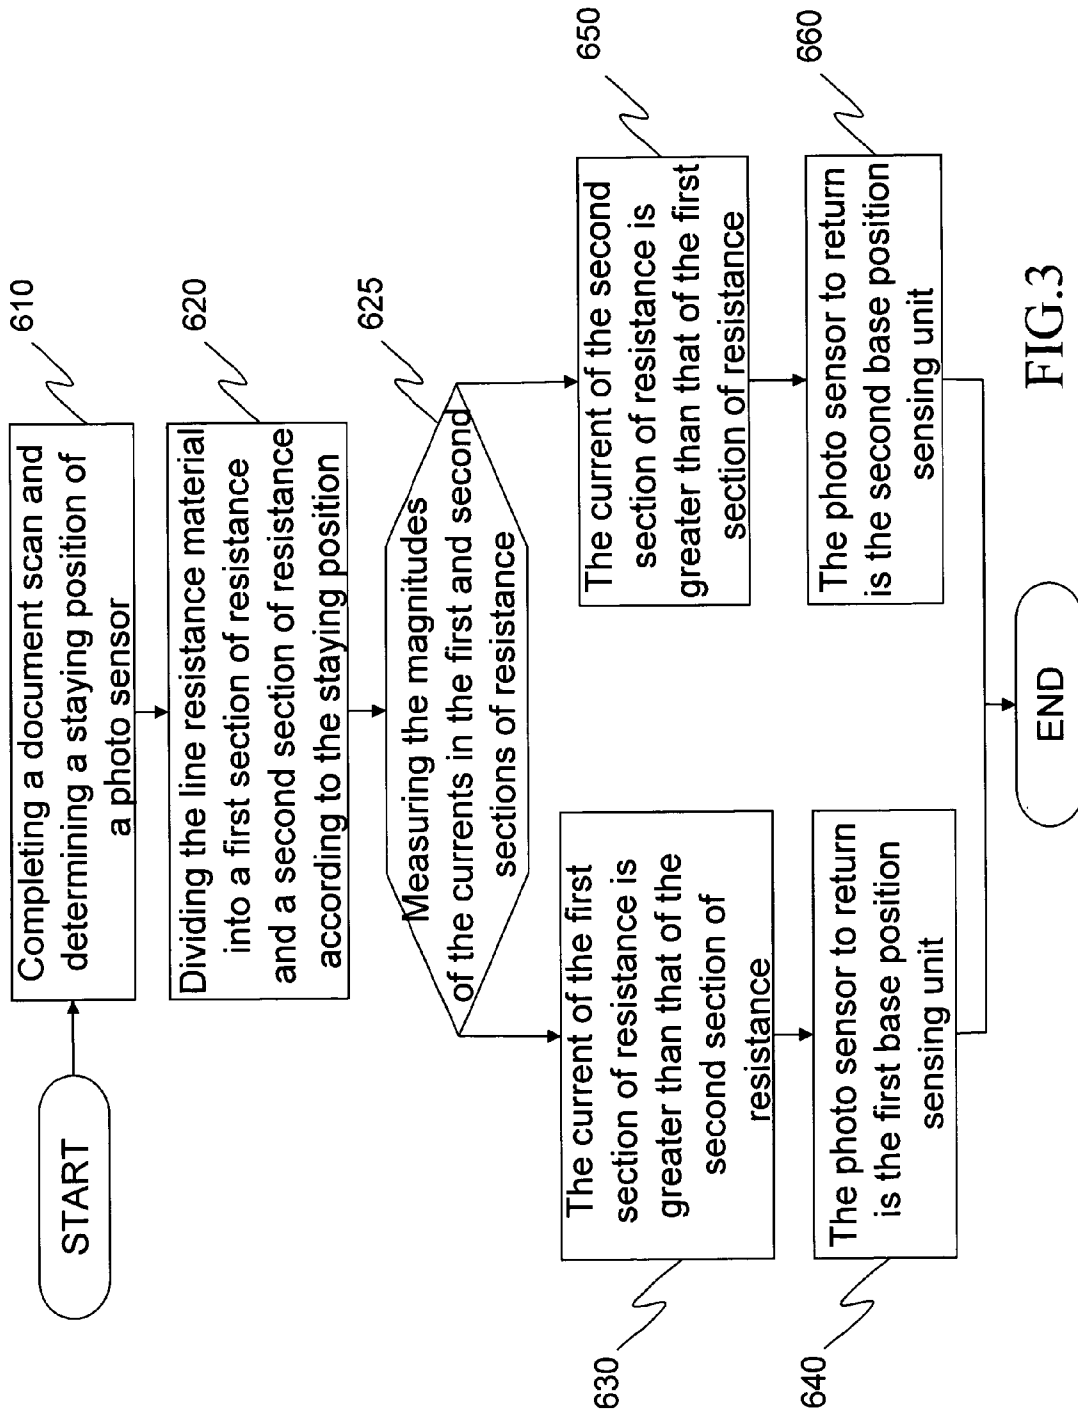 START
Completing a document scan and
determining a staying position of
a photo sensor
610
Dividing the line resistance material
into a first section of resistance
and a second section of resistance
according to the staying position
620
Measuring the magnitudes
of the currents in the first and second
sections of resistance
625
The current of the first
section of resistance is
greater than that of the
second section of
resistance
630
The photo sensor to return
is the first base position
sensing unit
640
The current of the second
section of resistance is
greater than that of the first
section of resistance
650
The photo sensor to return
is the second base position
sensing unit
660
END
FIG.3